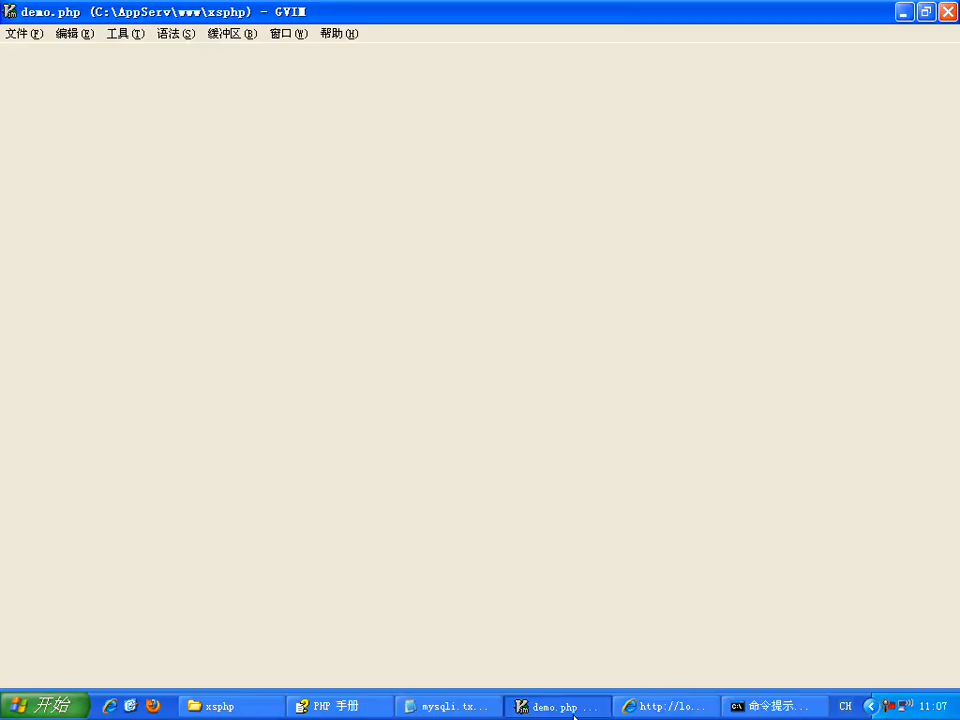 demo.php (C:\AppServ\www\xsphp) - GVIM
文件(F) 编辑(E) 工具(T) 语法(S) 缓冲区(B) 窗口(W) 帮助(H)
开始 xsphp PHP 手册 mysqli.tx... demo.php ... http://lo... 命令提示... CH 11:07